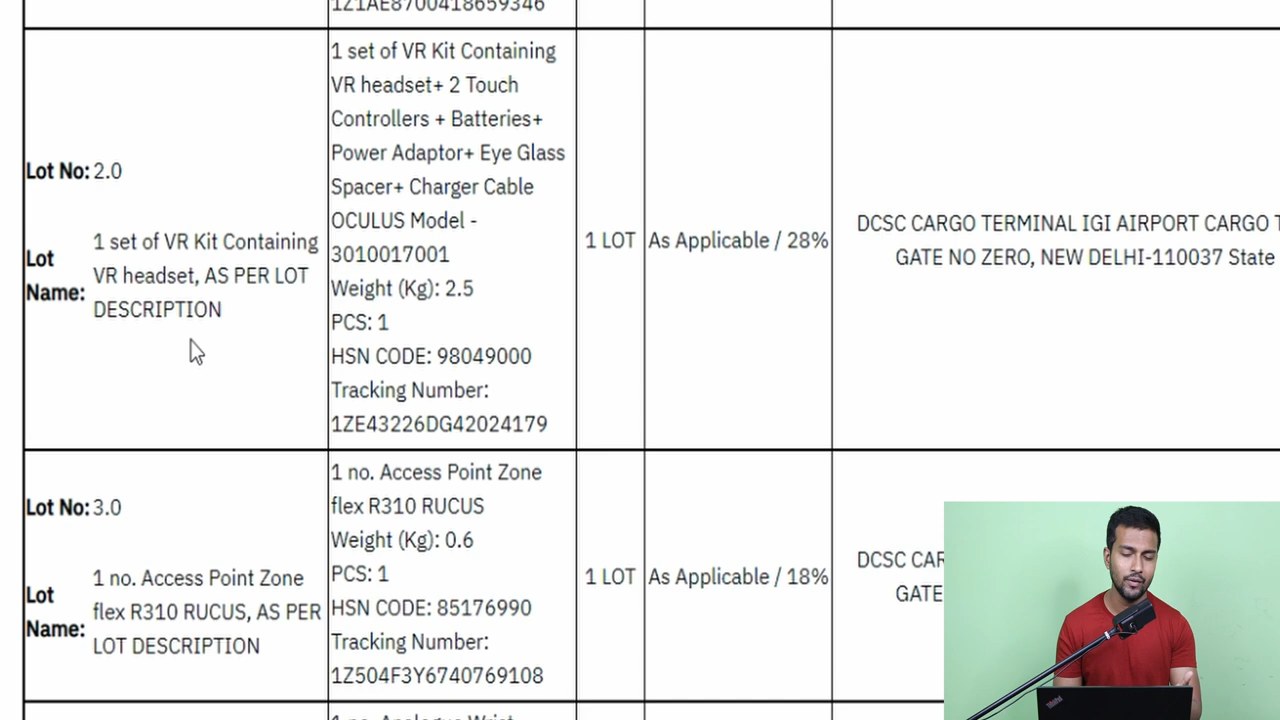 1Z1AE8700418659346
Lot No: 2.0
Lot Name: 1 set of VR Kit Containing
VR headset, AS PER LOT
DESCRIPTION
1 set of VR Kit Containing
VR headset+ 2 Touch
Controllers + Batteries+
Power Adaptor+ Eye Glass
Spacer+ Charger Cable
OCULUS Model -
3010017001
Weight (Kg): 2.5
PCS: 1
HSN CODE: 98049000
Tracking Number:
1ZE43226DG42024179
1 LOT
As Applicable / 28%
DCSC CARGO TERMINAL IGI AIRPORT CARGO T
GATE NO ZERO, NEW DELHI-110037 State
Lot No: 3.0
Lot Name: 1 no. Access Point Zone
flex R310 RUCUS, AS PER
LOT DESCRIPTION
1 no. Access Point Zone
flex R310 RUCUS
Weight (Kg): 0.6
PCS: 1
HSN CODE: 85176990
Tracking Number:
1Z504F3Y6740769108
1 LOT
As Applicable / 18%
DCSC CAR
GATE
1 no. Analogue Wrist